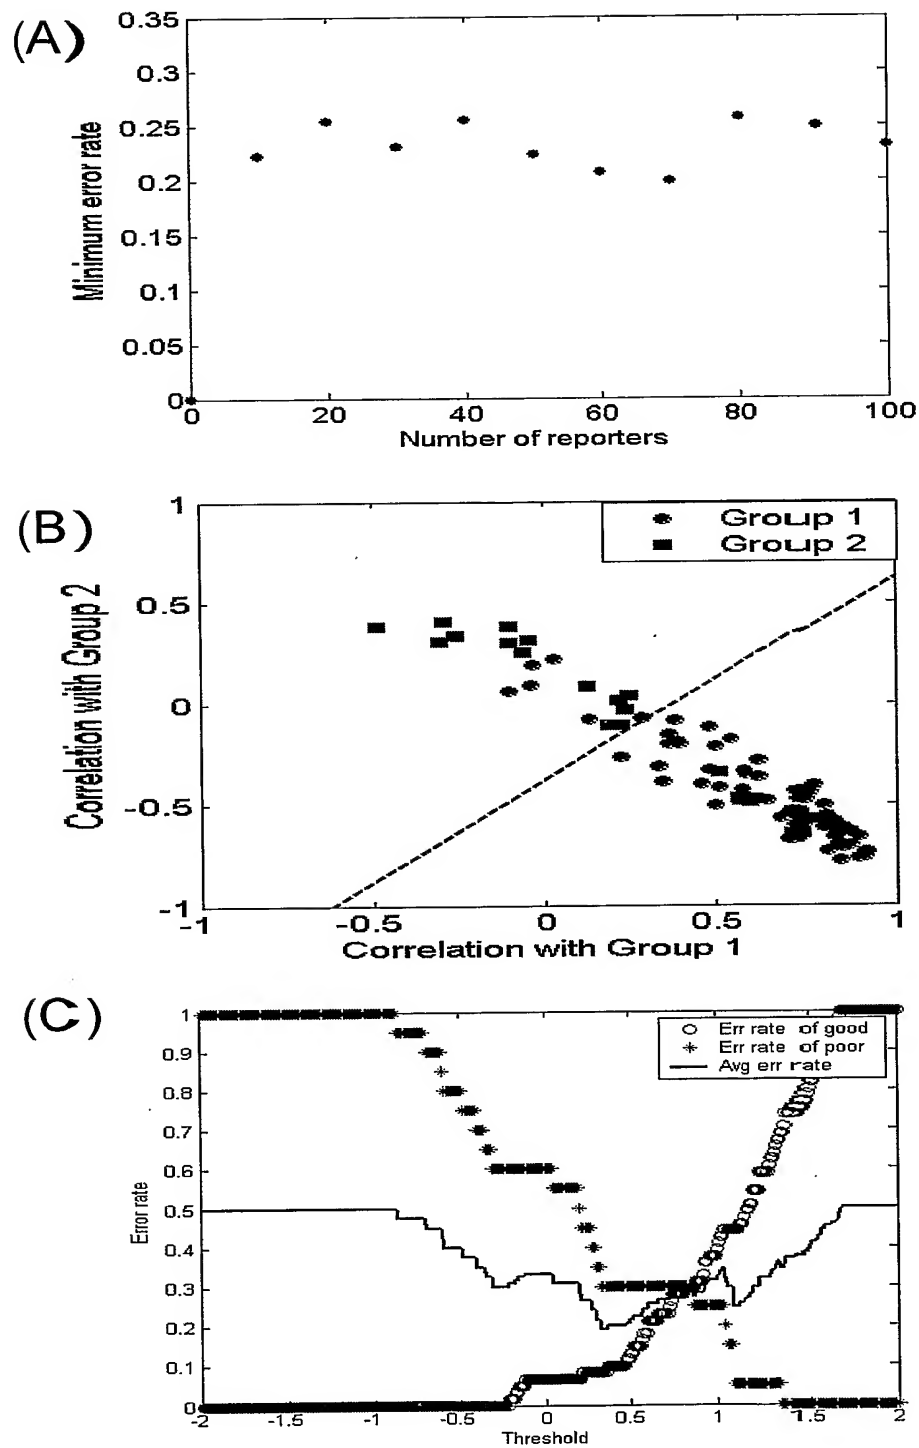 (A)
Minimum error rate
0.35
0.3
0.25
0.2
0.15
0.1
0.05
0
0 20 40 60 80 100
Number of reporters
(B)
Correlation with Group 2
1
0.5
0
-0.5
-1
Group 1
Group 2
-1 -0.5 0 0.5 1
Correlation with Group 1
(C)
Error rate
1
0.9
0.8
0.7
0.6
0.5
0.4
0.3
0.2
0.1
0
Err rate of good
Err rate of poor
Avg err rate
-2 -1.5 -1 -0.5 0 0.5 1 1.5 2
Threshold